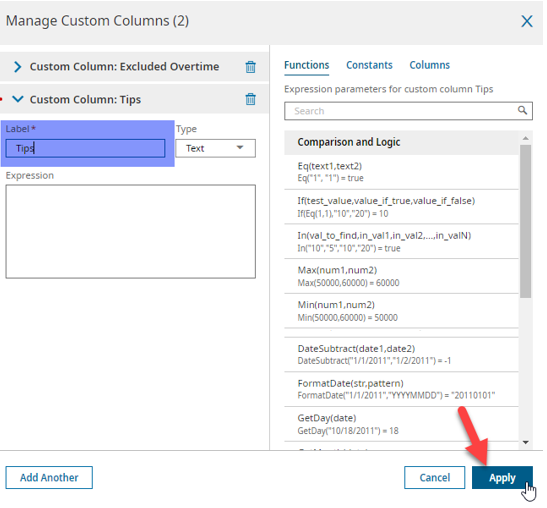 Manage Custom Columns (2)
Custom Column: Excluded Overtime
Custom Column: Tips
Label*
Type
Tips
Text
Expression
Functions
Constants
Columns
Expression parameters for custom column Tips
Search
Comparison and Logic
Eq(text1,text2)
Eq("1", "1") = true
If(test_value,value_if_true,value_if_false)
If(Eq(1,1),"10","20") = 10
In(val_to_find,in_val1,in_val2,...,in_valN)
In("10","5","10","20") = true
Max(num1,num2)
Max(50000,60000) = 60000
Min(num1,num2)
Min(50000,60000) = 50000
DateSubtract(date1,date2)
DateSubtract("1/1/2011","1/2/2011") = -1
FormatDate(str,pattern)
FormatDate("1/1/2011","YYYYMMDD") = "20110101"
GetDay(date)
GetDay("10/18/2011") = 18
Add Another
Cancel
Apply